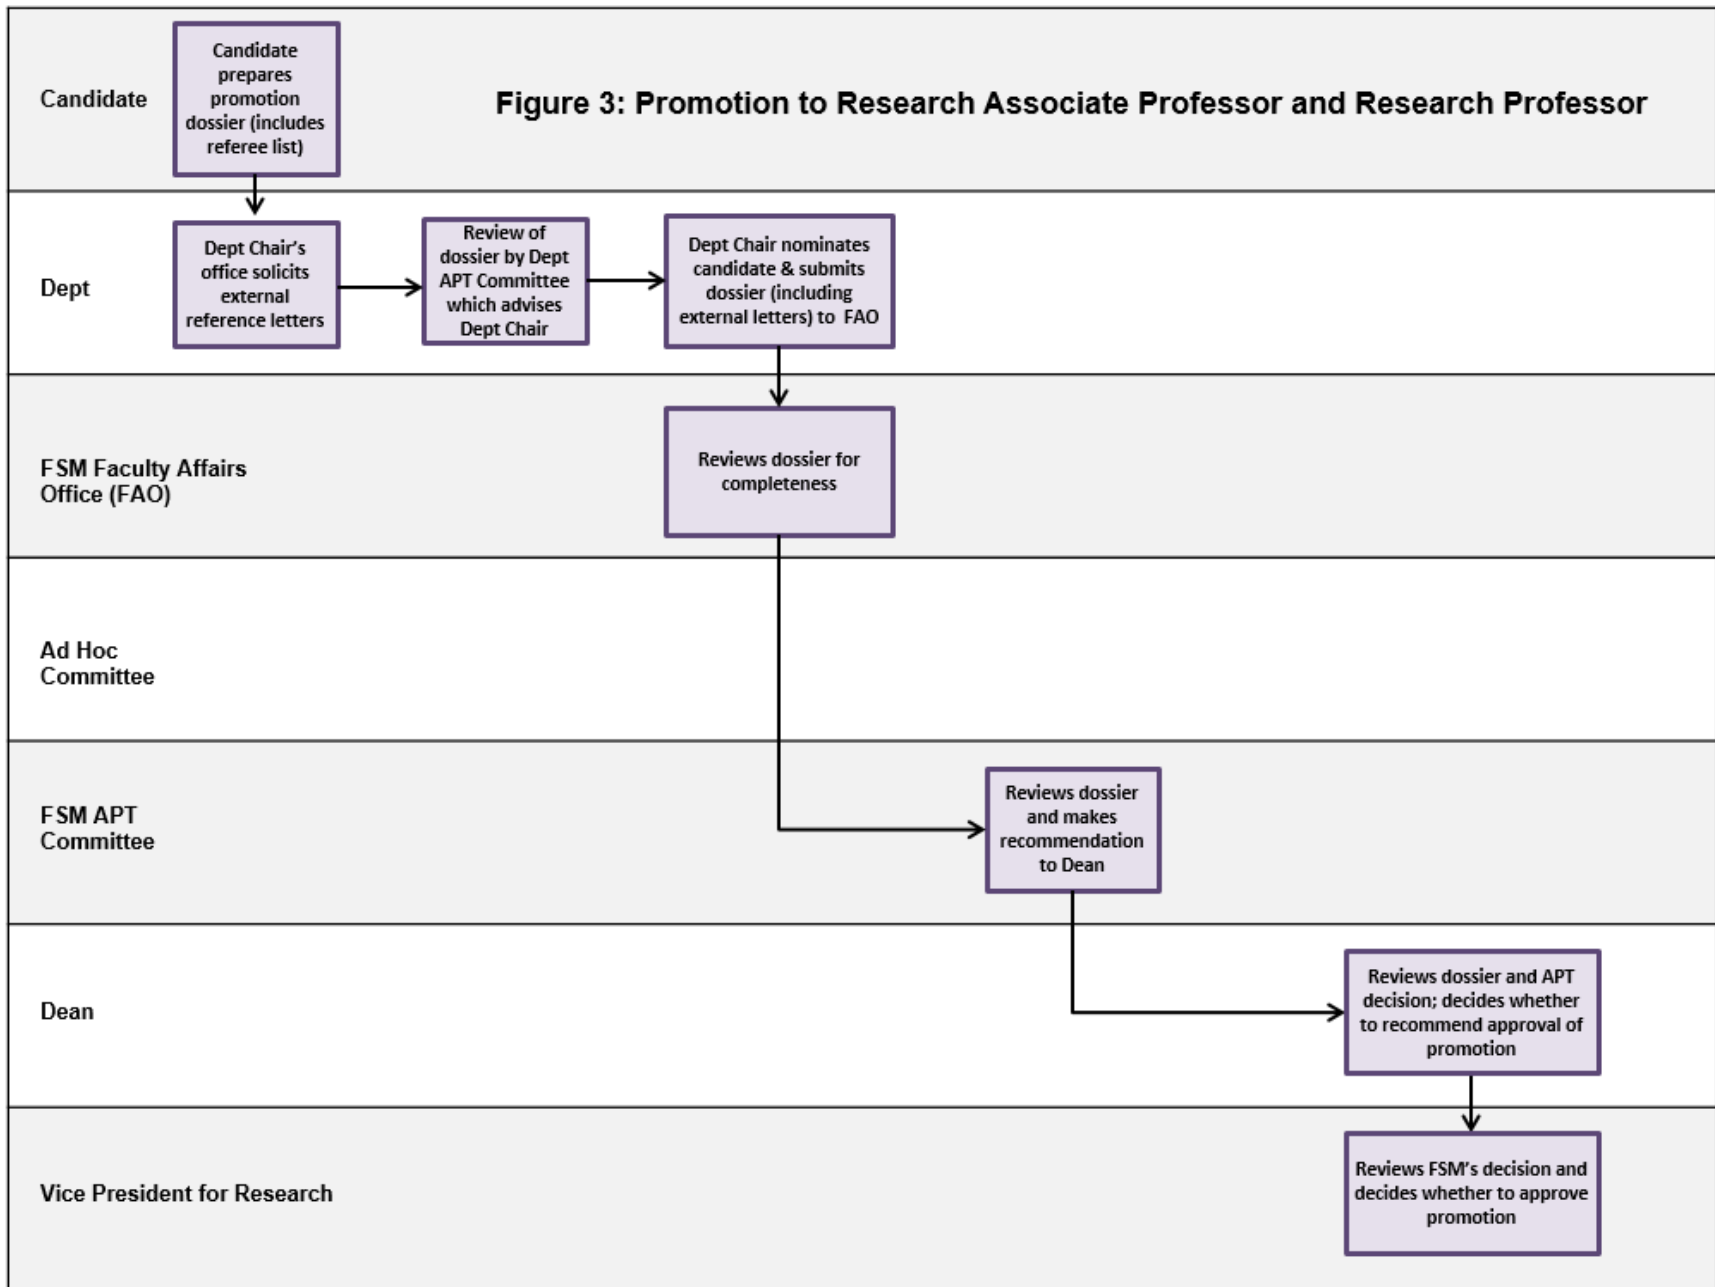 Candidate
Candidate
prepares
promotion
dossier (includes
referee list)
Figure 3: Promotion to Research Associate Professor and Research Professor
Dept
Dept Chair's
office solicits
external
reference letters
Review of
dossier by Dept
APT Committee
which advises
Dept Chair
Dept Chair nominates
candidate & submits
dossier (including
external letters) to FAO
FSM Faculty Affairs
Office (FAO)
Reviews dossier for
completeness
Ad Hoc
Committee
FSM APT
Committee
Reviews dossier
and makes
recommendation
to Dean
Dean
Reviews dossier and APT
decision; decides whether
to recommend approval of
promotion
Vice President for Research
Reviews FSM's decision and
decides whether to approve
promotion